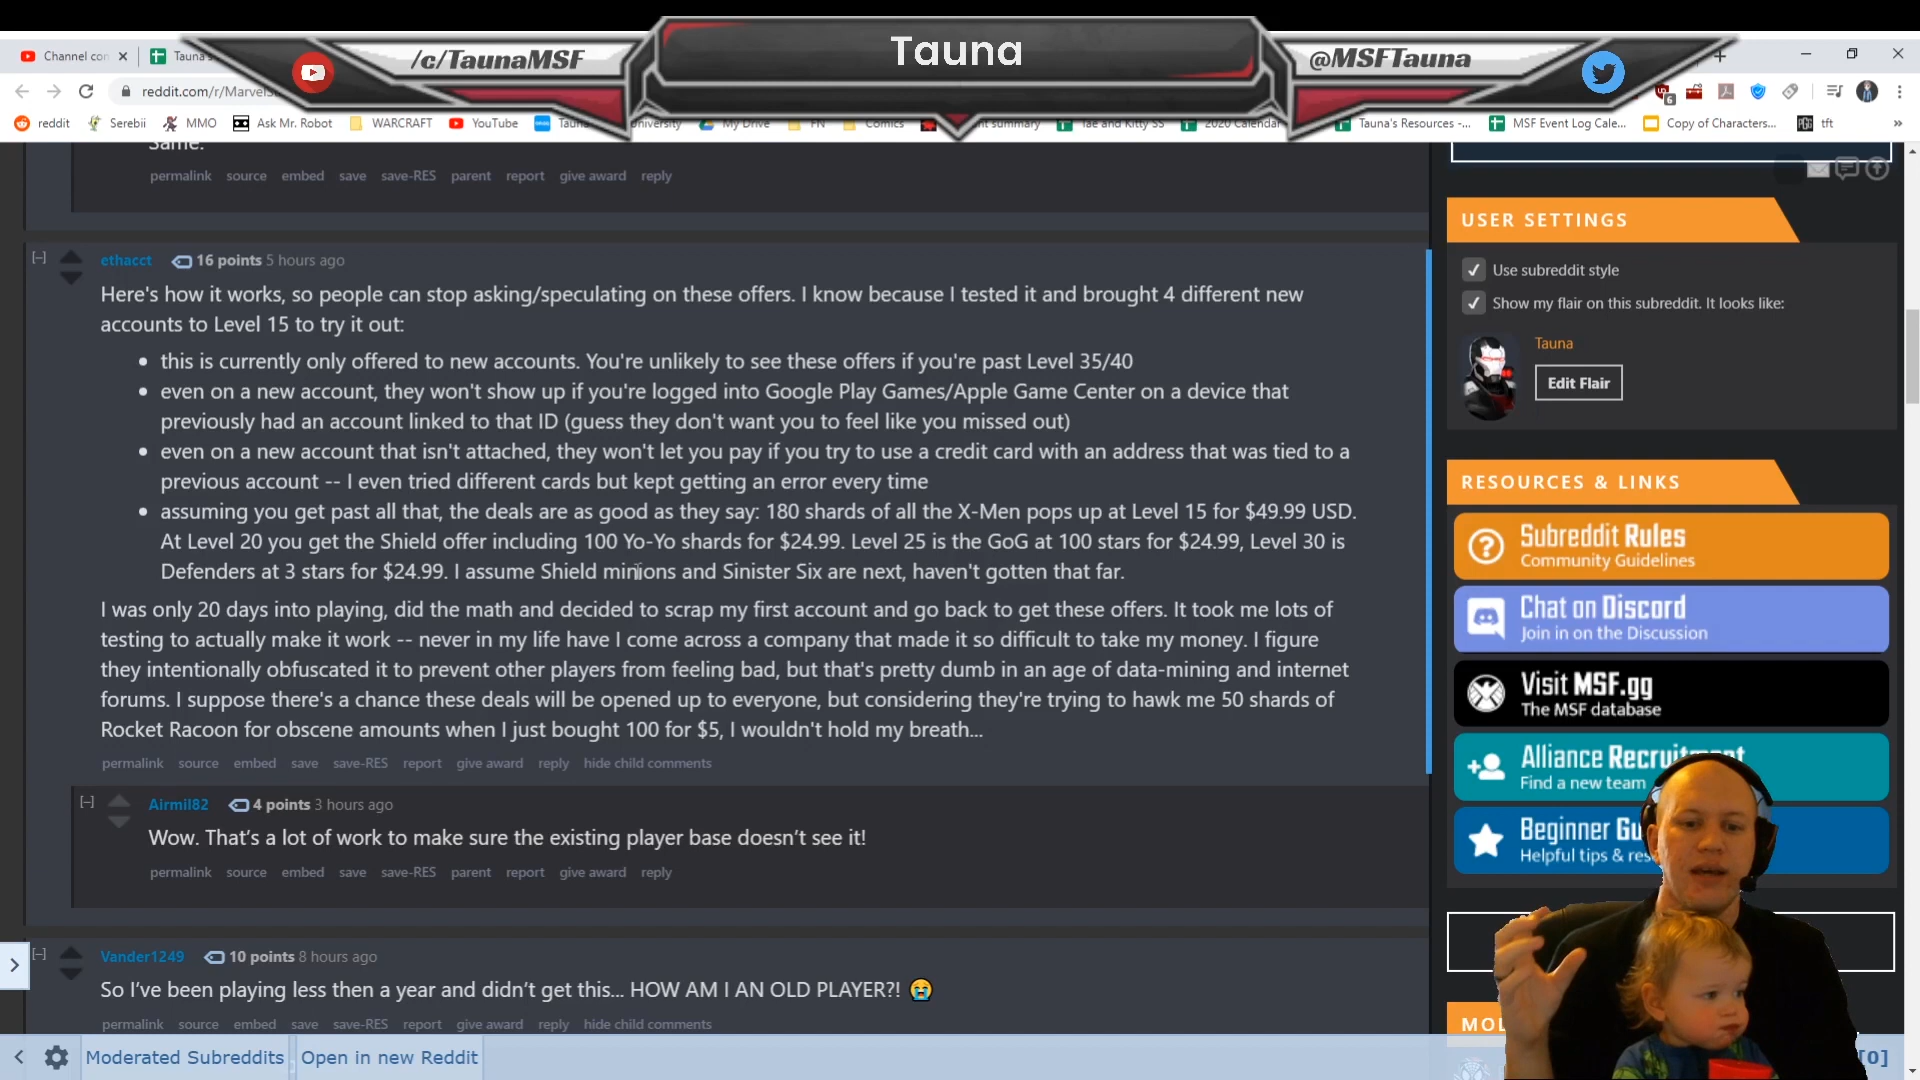 Tauna
/c/TaunaMSF
@MSFTauna
Channel con
reddit.com/r/Marvel
reddit
Serebii
MMO
Ask Mr. Robot
WARCRAFT
YouTube
My Drive
FN
Comics
summary
Tae and Kitty SS
2020 Calendar
Tauna's Resources -...
MSF Event Log Cale...
Copy of Characters...
tft
Same.
permalink source embed save save-RES parent report give award reply
[-] ethacct 16 points 5 hours ago
Here's how it works, so people can stop asking/speculating on these offers. I know because I tested it and brought 4 different new
accounts to Level 15 to try it out:
• this is currently only offered to new accounts. You're unlikely to see these offers if you're past Level 35/40
• even on a new account, they won't show up if you're logged into Google Play Games/Apple Game Center on a device that
previously had an account linked to that ID (guess they don't want you to feel like you missed out)
• even on a new account that isn't attached, they won't let you pay if you try to use a credit card with an address that was tied to a
previous account -- I even tried different cards but kept getting an error every time
• assuming you get past all that, the deals are as good as they say: 180 shards of all the X-Men pops up at Level 15 for $49.99 USD.
At Level 20 you get the Shield offer including 100 Yo-Yo shards for $24.99. Level 25 is the GoG at 100 stars for $24.99, Level 30 is
Defenders at 3 stars for $24.99. I assume Shield minions and Sinister Six are next, haven't gotten that far.
I was only 20 days into playing, did the math and decided to scrap my first account and go back to get these offers. It took me lots of
testing to actually make it work -- never in my life have I come across a company that made it so difficult to take my money. I figure
they intentionally obfuscated it to prevent other players from feeling bad, but that's pretty dumb in an age of data-mining and internet
forums. I suppose there's a chance these deals will be opened up to everyone, but considering they're trying to hawk me 50 shards of
Rocket Racoon for obscene amounts when I just bought 100 for $5, I wouldn't hold my breath...
permalink source embed save save-RES report give award reply hide child comments
[-] Airmil82 4 points 3 hours ago
Wow. That's a lot of work to make sure the existing player base doesn't see it!
permalink source embed save save-RES parent report give award reply
[-] Vander1249 10 points 8 hours ago
So I've been playing less then a year and didn't get this... HOW AM I AN OLD PLAYER?! 😭
permalink source embed save save-RES report give award reply hide child comments
Moderated Subreddits
Open in new Reddit
USER SETTINGS
Use subreddit style
Show my flair on this subreddit. It looks like:
Tauna
Edit Flair
RESOURCES & LINKS
Subreddit Rules
Community Guidelines
Chat on Discord
Join in on the Discussion
Visit MSF.gg
The MSF database
Alliance Recruitment
Find a new team
Beginner
Helpful tips &
[0]